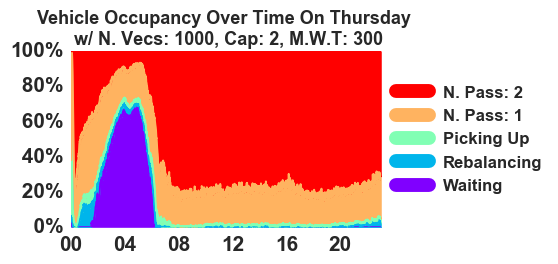 Vehicle Occupancy Over Time On Thursday
w/ N. Vecs: 1000, Cap: 2, M.W.T: 300
100%
80%
60%
40%
20%
0%
00 04 08 12 16 20
N. Pass: 2
N. Pass: 1
Picking Up
Rebalancing
Waiting